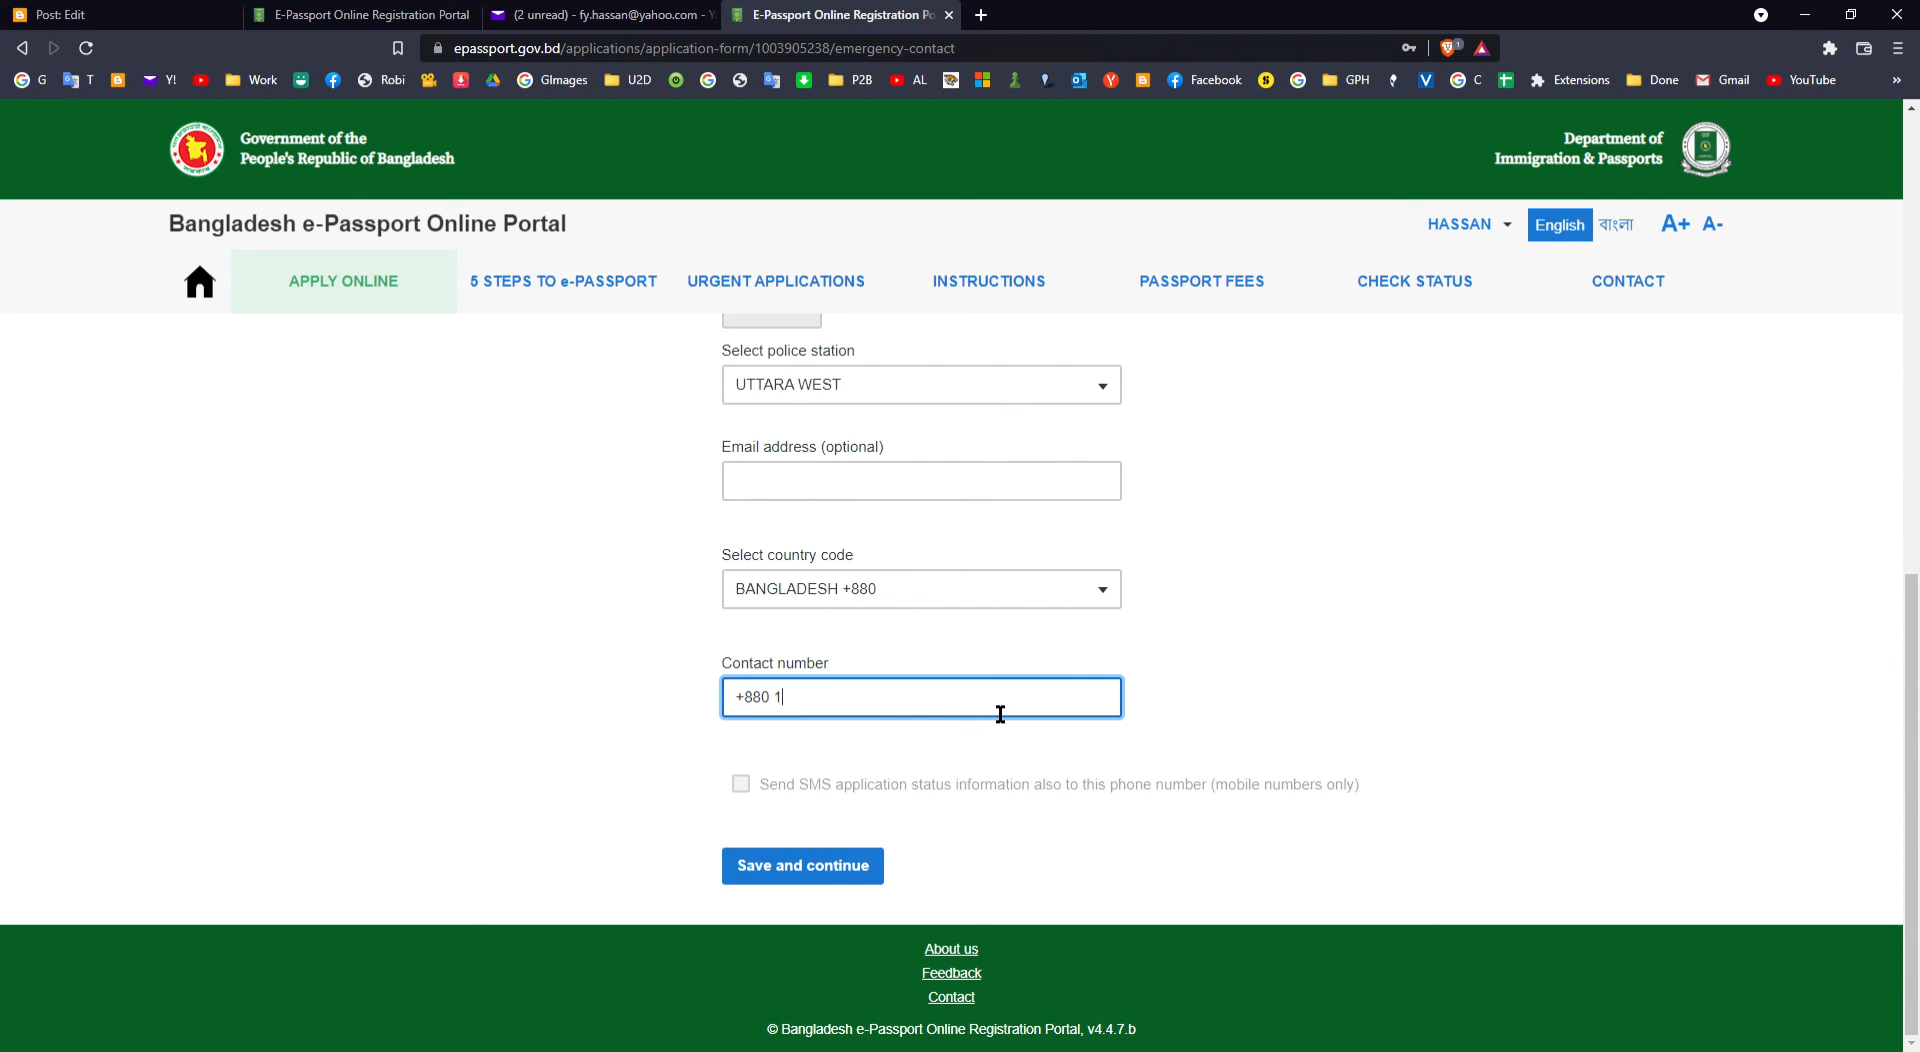 Post: Edit
E-Passport Online Registration Portal
(2 unread) - fy.hassan@yahoo.com - Y
E-Passport Online Registration Po
epassport.gov.bd/applications/application-form/1003905238/emergency-contact
G T Y! Work Robi GImages U2D P2B AL Facebook GPH C Extensions Done Gmail YouTube »
Government of the
People's Republic of Bangladesh
Department of
Immigration & Passports
Bangladesh e-Passport Online Portal
HASSAN English বাংলা A+ A-
APPLY ONLINE 5 STEPS TO e-PASSPORT URGENT APPLICATIONS INSTRUCTIONS PASSPORT FEES CHECK STATUS CONTACT
Select police station
UTTARA WEST
Email address (optional)
Select country code
BANGLADESH +880
Contact number
+880 1
Send SMS application status information also to this phone number (mobile numbers only)
Save and continue
About us
Feedback
Contact
© Bangladesh e-Passport Online Registration Portal, v4.4.7.b